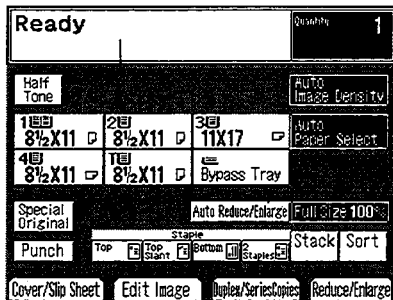 Ready
Quantity 1
Half Tone
Auto Image Density
1 8½X11 2 8½X11 3 11X17
Auto Paper Select
4 8½X11 T 8½X11 Bypass Tray
Special Original
Auto Reduce/Enlarge Full Size 100%
Staple
Punch
Top Top Slant Bottom 2 Staples
Stack Sort
Cover/Slip Sheet Edit Image Duplex/SeriesCopies Reduce/Enlarge